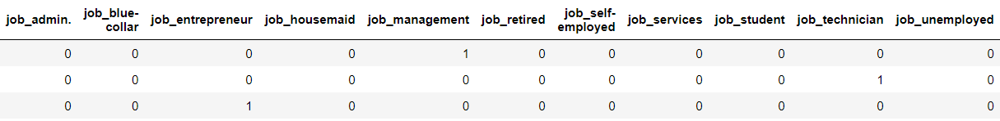 job_admin. job_blue-collar job_entrepreneur job_housemaid job_management job_retired job_self-employed job_services job_student job_technician job_unemployed
0 0 0 0 1 0 0 0 0 0 0
0 0 0 0 0 0 0 0 0 1 0
0 0 1 0 0 0 0 0 0 0 0